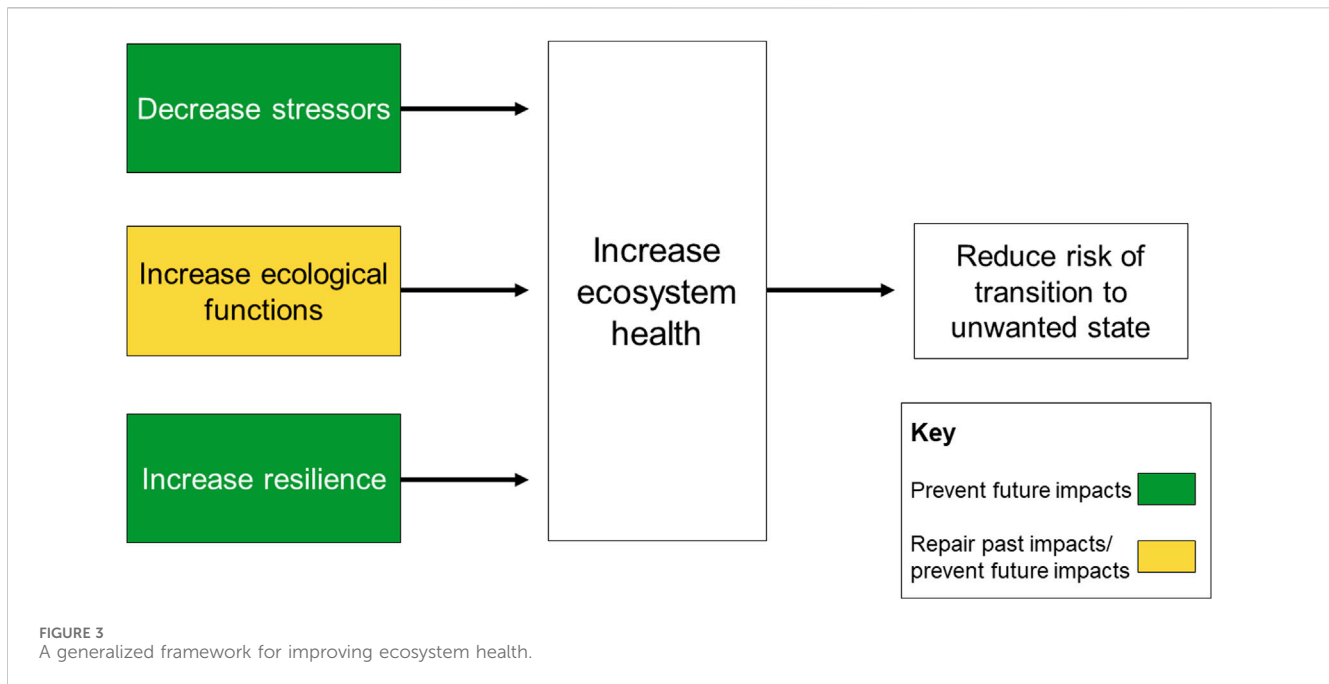 Decrease stressors
Increase ecological
functions
Increase resilience
Increase
ecosystem
health
Reduce risk of
transition to
unwanted state
Key
Prevent future impacts
Repair past impacts/
prevent future impacts
FIGURE 3
A generalized framework for improving ecosystem health.